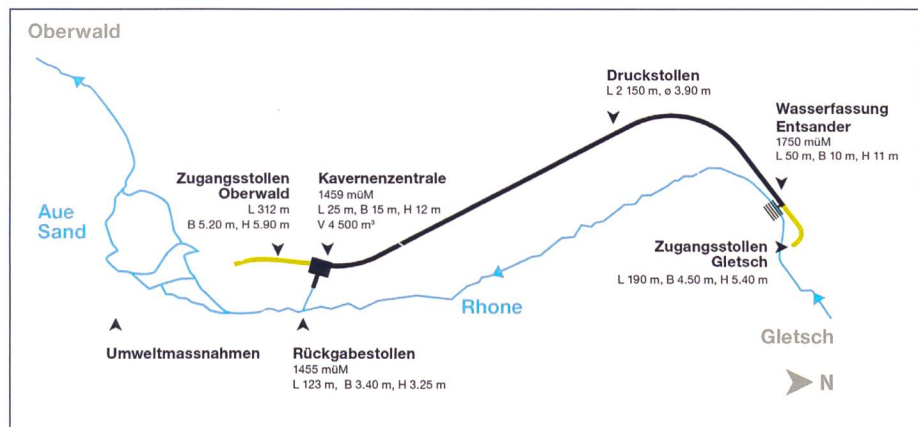 Oberwald
Druckstollen
L 2 150 m, ø 3.90 m
Wasserfassung
Entsander
1750 müM
L 50 m, B 10 m, H 11 m
Zugangsstollen
Oberwald
L 312 m
B 5.20 m, H 5.90 m
Kavernenzentrale
1459 müM
L 25 m, B 15 m, H 12 m
V 4 500 m³
Aue
Sand
Zugangsstollen
Gletsch
L 190 m, B 4.50 m, H 5.40 m
Rhone
Gletsch
Umweltmassnahmen
Rückgabestollen
1455 müM
L 123 m, B 3.40 m, H 3.25 m
N